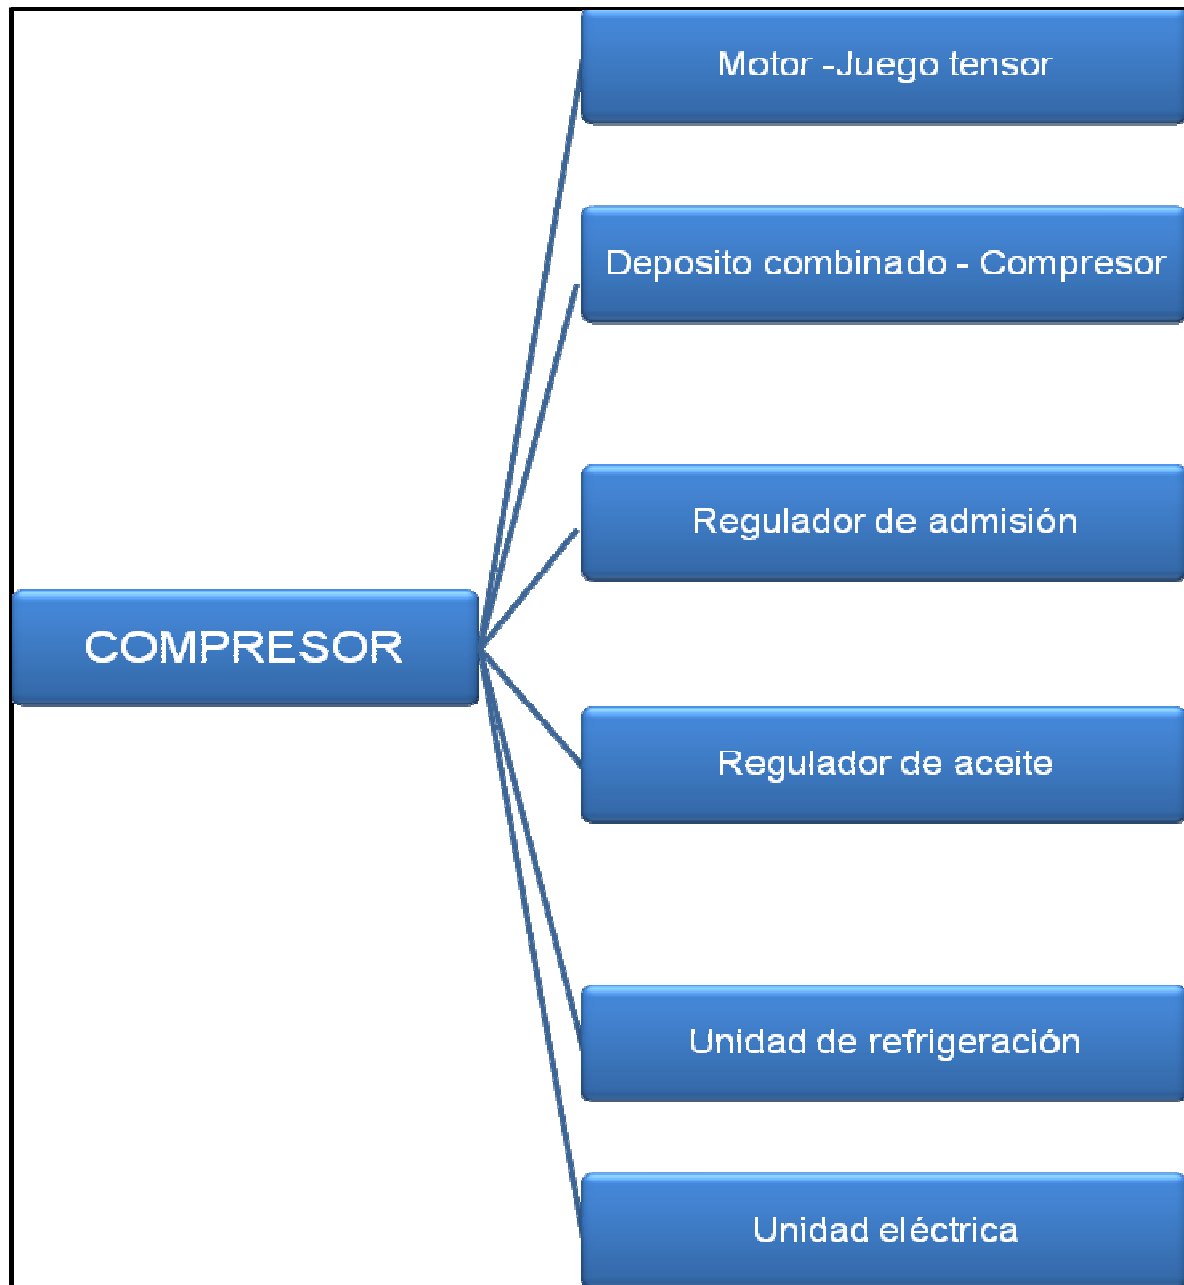 Motor -Juego tensor
Deposito combinado - Compresor
Regulador de admisión
COMPRESOR
Regulador de aceite
Unidad de refrigeración
Unidad eléctrica